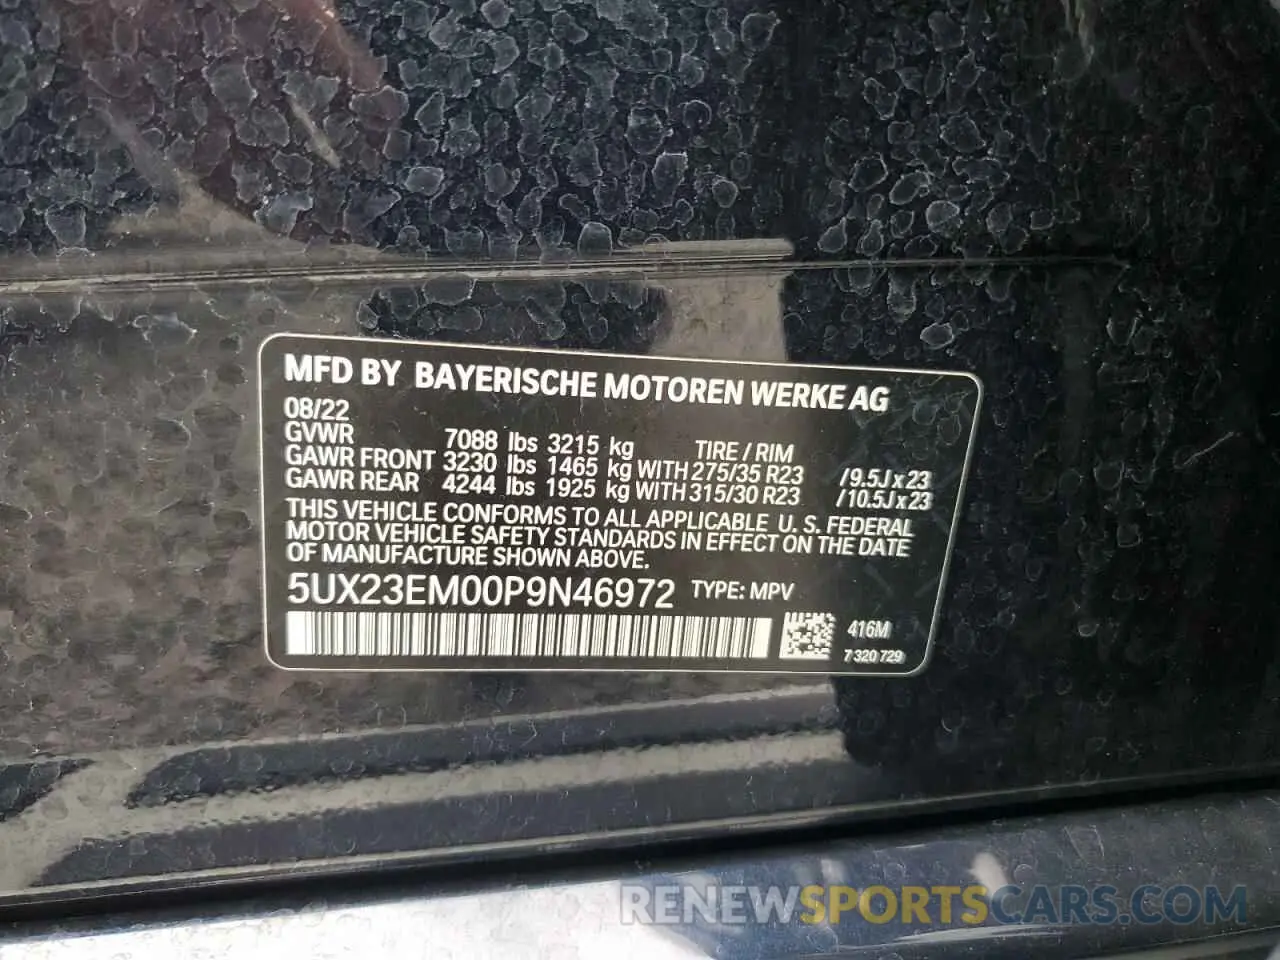 MFD BY BAYERISCHE MOTOREN WERKE AG
08/22
GVWR 7088 lbs 3215 kg TIRE / RIM
GAWR FRONT 3230 lbs 1465 kg WITH 275/35 R23 /9.5J x 23
GAWR REAR 4244 lbs 1925 kg WITH 315/30 R23 /10.5J x 23
THIS VEHICLE CONFORMS TO ALL APPLICABLE U. S. FEDERAL
MOTOR VEHICLE SAFETY STANDARDS IN EFFECT ON THE DATE
OF MANUFACTURE SHOWN ABOVE.
5UX23EM00P9N46972 TYPE: MPV
416M
7 320 729
RENEWSPORTSCARS.COM